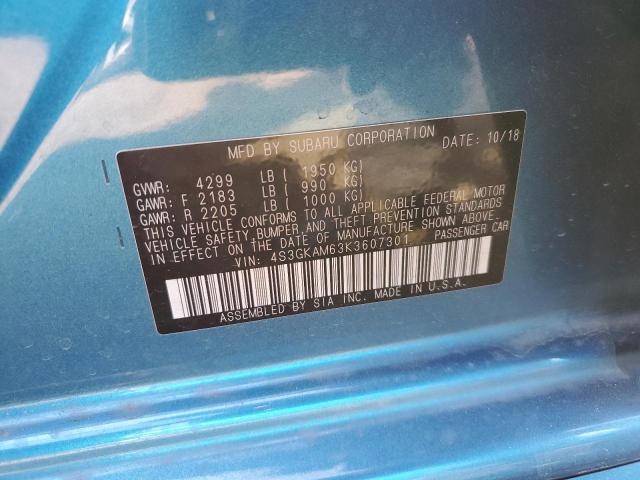 MFD BY SUBARU CORPORATION DATE: 10/18
GVWR: 4299 LB ( 1950 KG)
GAWR: F 2183 LB ( 990 KG)
GAWR: R 2205 LB ( 1000 KG)
THIS VEHICLE CONFORMS TO ALL APPLICABLE FEDERAL MOTOR
VEHICLE SAFETY,BUMPER,AND THEFT PREVENTION STANDARDS
IN EFFECT ON THE DATE OF MANUFACTURE SHOWN ABOVE.
VIN: 4S3GKAM63K3607301 PASSENGER CAR
ASSEMBLED BY SIA INC. MADE IN U.S.A.